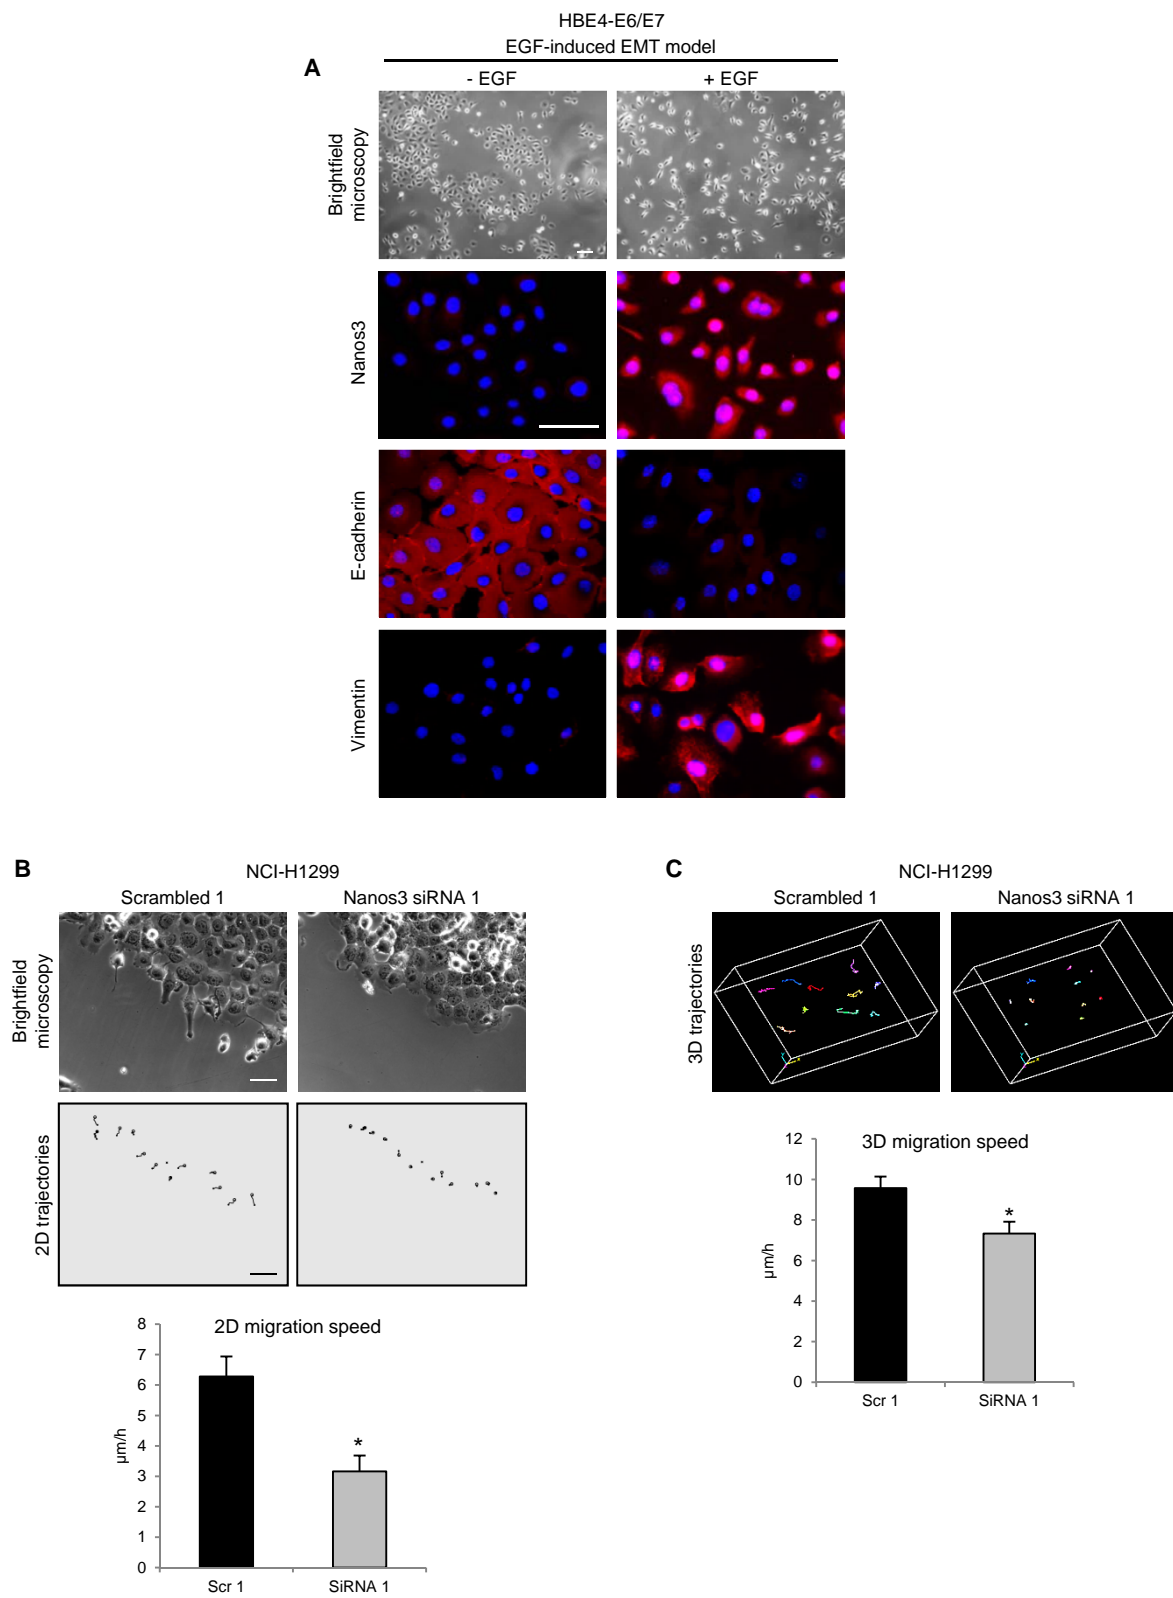 HBE4-E6/E7
EGF-induced EMT model
A
- EGF
+ EGF
Brightfield
microscopy
Nanos3
E-cadherin
Vimentin
B
NCI-H1299
Scrambled 1
Nanos3 siRNA 1
Brightfield
microscopy
2D trajectories
2D migration speed
8
7
6
5
4
3
2
1
0
µm/h
*
Scr 1
SiRNA 1
C
NCI-H1299
Scrambled 1
Nanos3 siRNA 1
3D trajectories
3D migration speed
12
10
8
6
4
2
0
µm/h
*
Scr 1
SiRNA 1